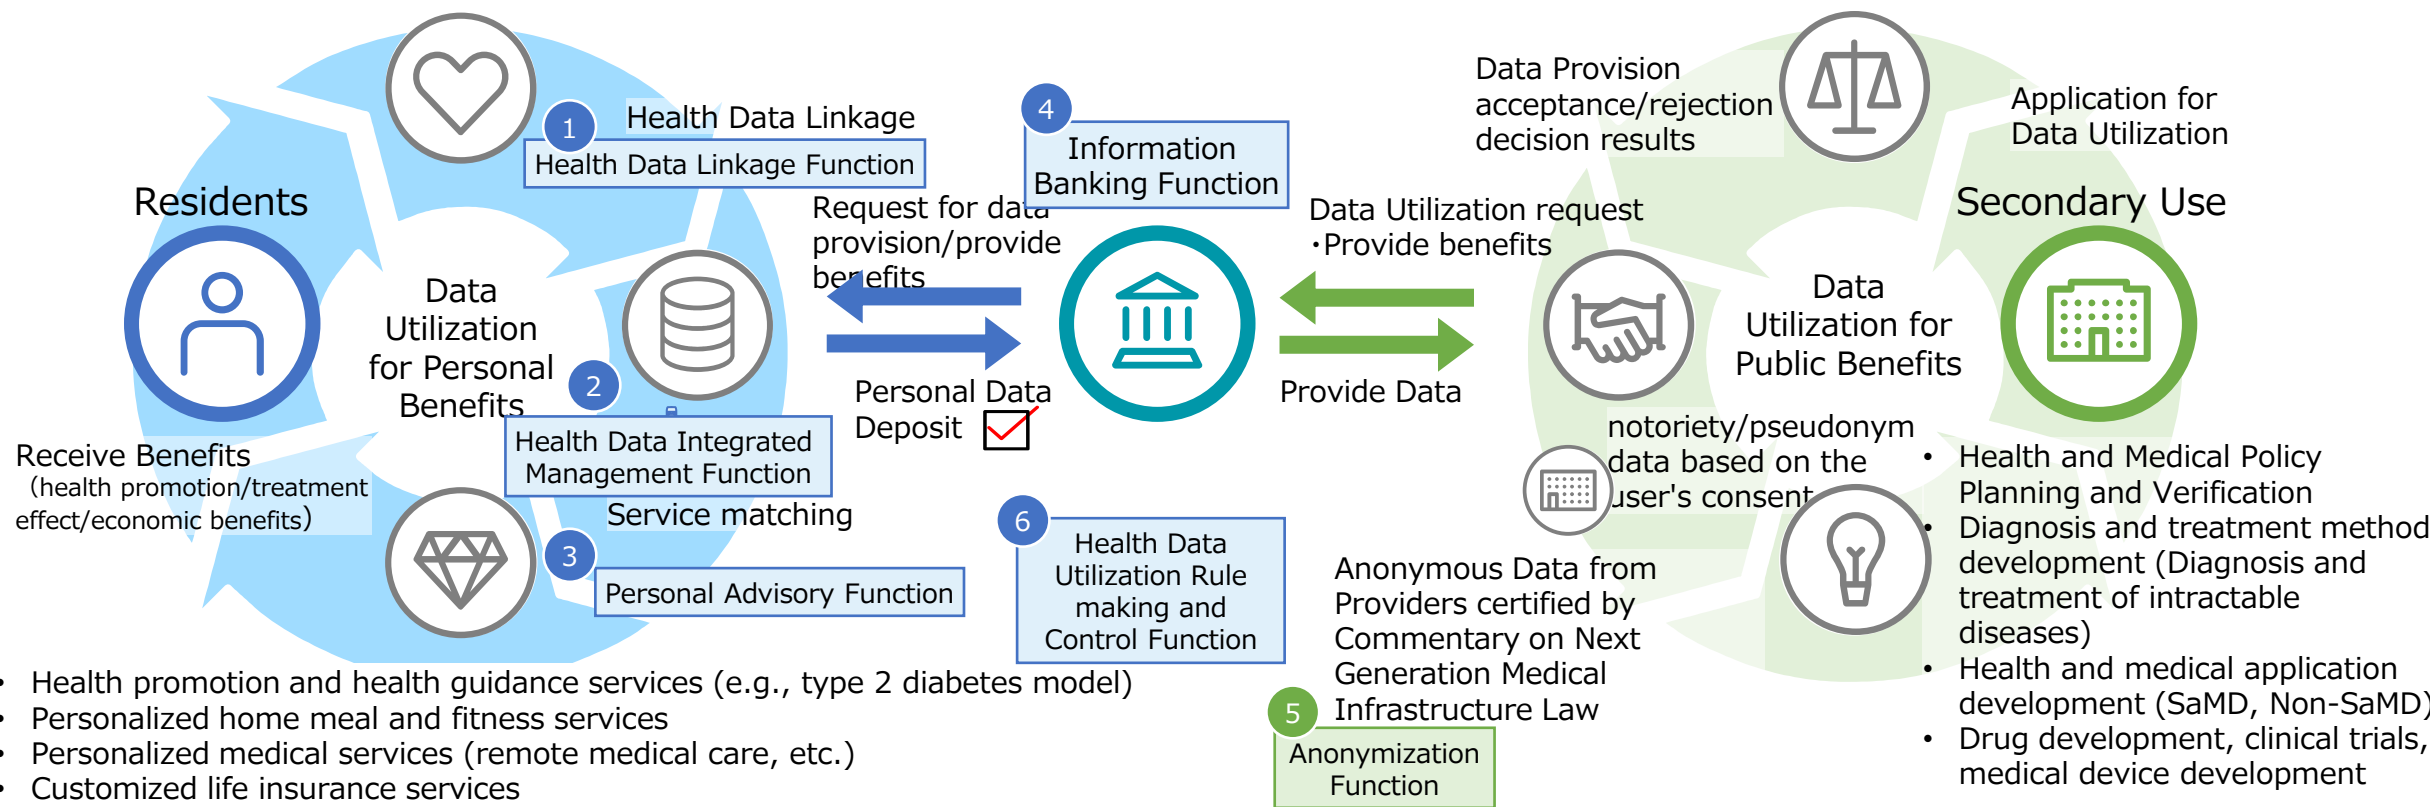 Residents
1
Health Data Linkage
Health Data Linkage Function
Data
Utilization
for Personal
Benefits
2
Health Data Integrated
Management Function
Service matching
3
Personal Advisory Function
Receive Benefits
（health promotion/treatment
effect/economic benefits）
• Health promotion and health guidance services (e.g., type 2 diabetes model)
• Personalized home meal and fitness services
• Personalized medical services (remote medical care, etc.)
• Customized life insurance services
Request for data
provision/provide
benefits
Personal Data
Deposit
4
Information
Banking Function
6
Health Data
Utilization Rule
making and
Control Function
Data Utilization request
・Provide benefits
Provide Data
Data Provision
acceptance/rejection
decision results
Application for
Data Utilization
Secondary Use
Data
Utilization for
Public Benefits
notoriety/pseudonym
data based on the
user's consent
Anonymous Data from
Providers certified by
Commentary on Next
Generation Medical
Infrastructure Law
5
Anonymization
Function
• Health and Medical Policy
Planning and Verification
• Diagnosis and treatment method
development (Diagnosis and
treatment of intractable
diseases)
• Health and medical application
development (SaMD, Non-SaMD)
• Drug development, clinical trials,
medical device development